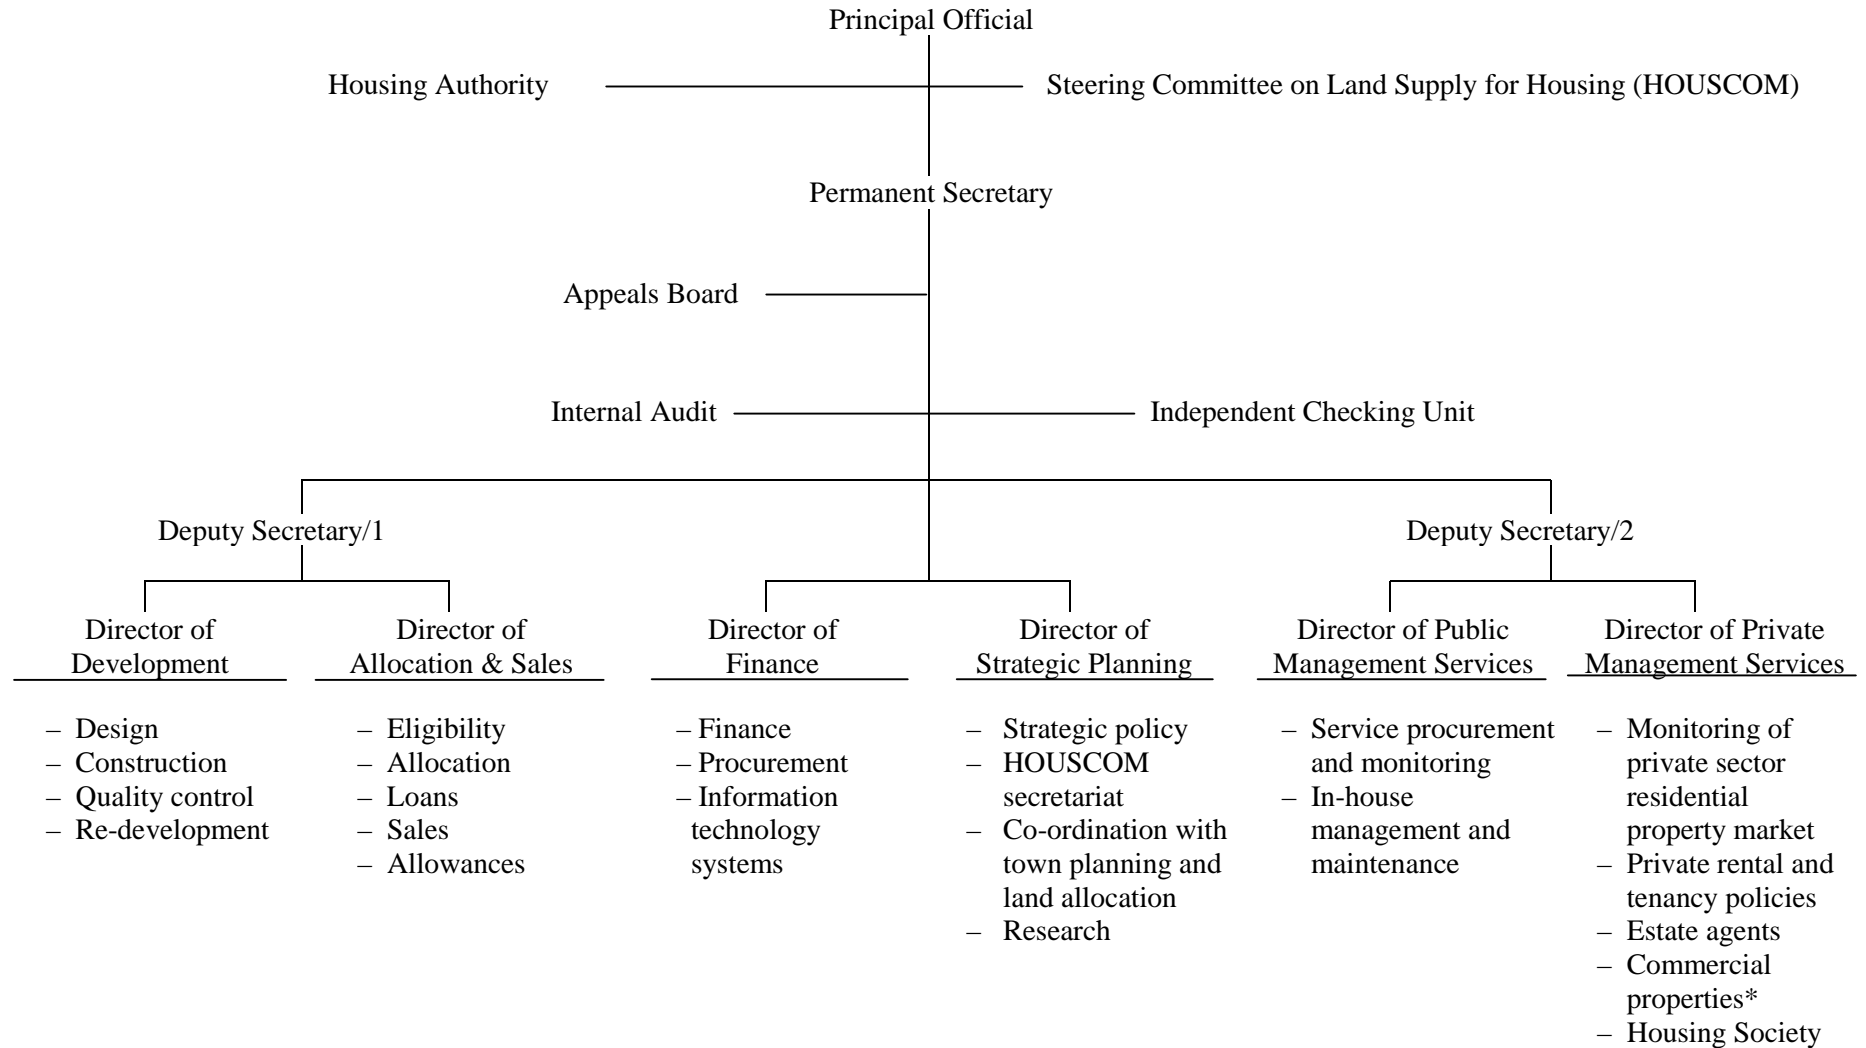 Principal Official
Housing Authority
Steering Committee on Land Supply for Housing (HOUSCOM)
Permanent Secretary
Appeals Board
Internal Audit
Independent Checking Unit
Deputy Secretary/1
Deputy Secretary/2
Director of
Development
– Design
– Construction
– Quality control
– Re-development
Director of
Allocation & Sales
– Eligibility
– Allocation
– Loans
– Sales
– Allowances
Director of
Finance
– Finance
– Procurement
– Information
technology
systems
Director of
Strategic Planning
– Strategic policy
– HOUSCOM
secretariat
– Co-ordination with
town planning and
land allocation
– Research
Director of Public
Management Services
– Service procurement
and monitoring
– In-house
management and
maintenance
Director of Private
Management Services
– Monitoring of
private sector
residential
property market
– Private rental and
tenancy policies
– Estate agents
– Commercial
properties*
– Housing Society